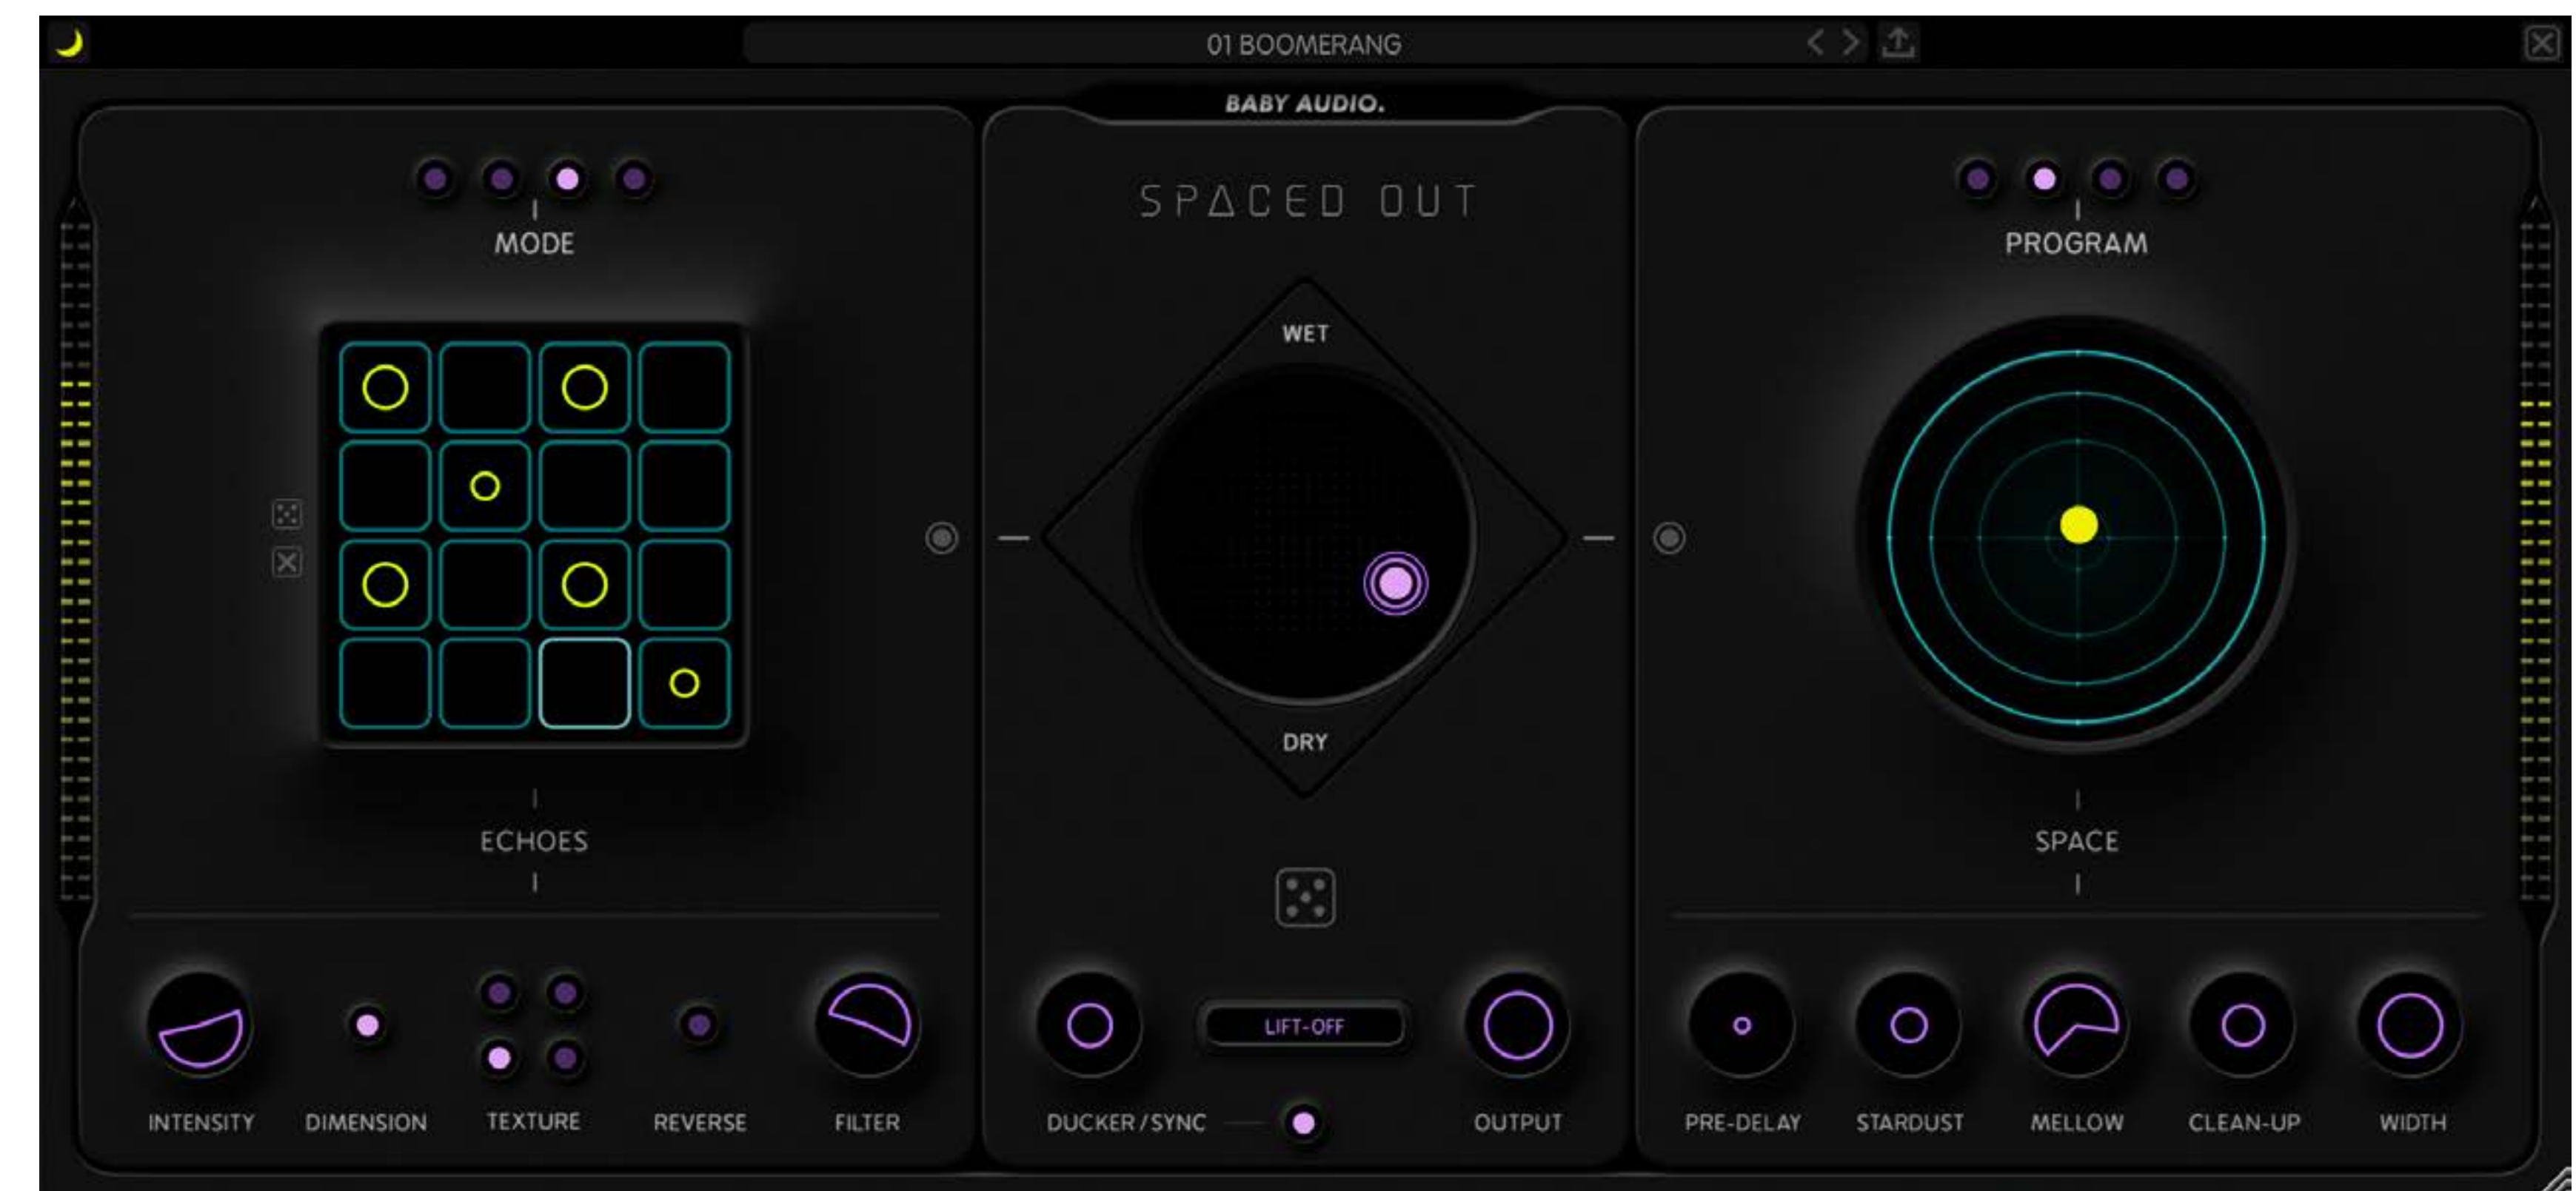 01 BOOMERANG
BABY AUDIO.
SPACED OUT
MODE
PROGRAM
WET
DRY
ECHOES
SPACE
LIFT-OFF
INTENSITY
DIMENSION
TEXTURE
REVERSE
FILTER
DUCKER/SYNC
OUTPUT
PRE-DELAY
STARDUST
MELLOW
CLEAN-UP
WIDTH